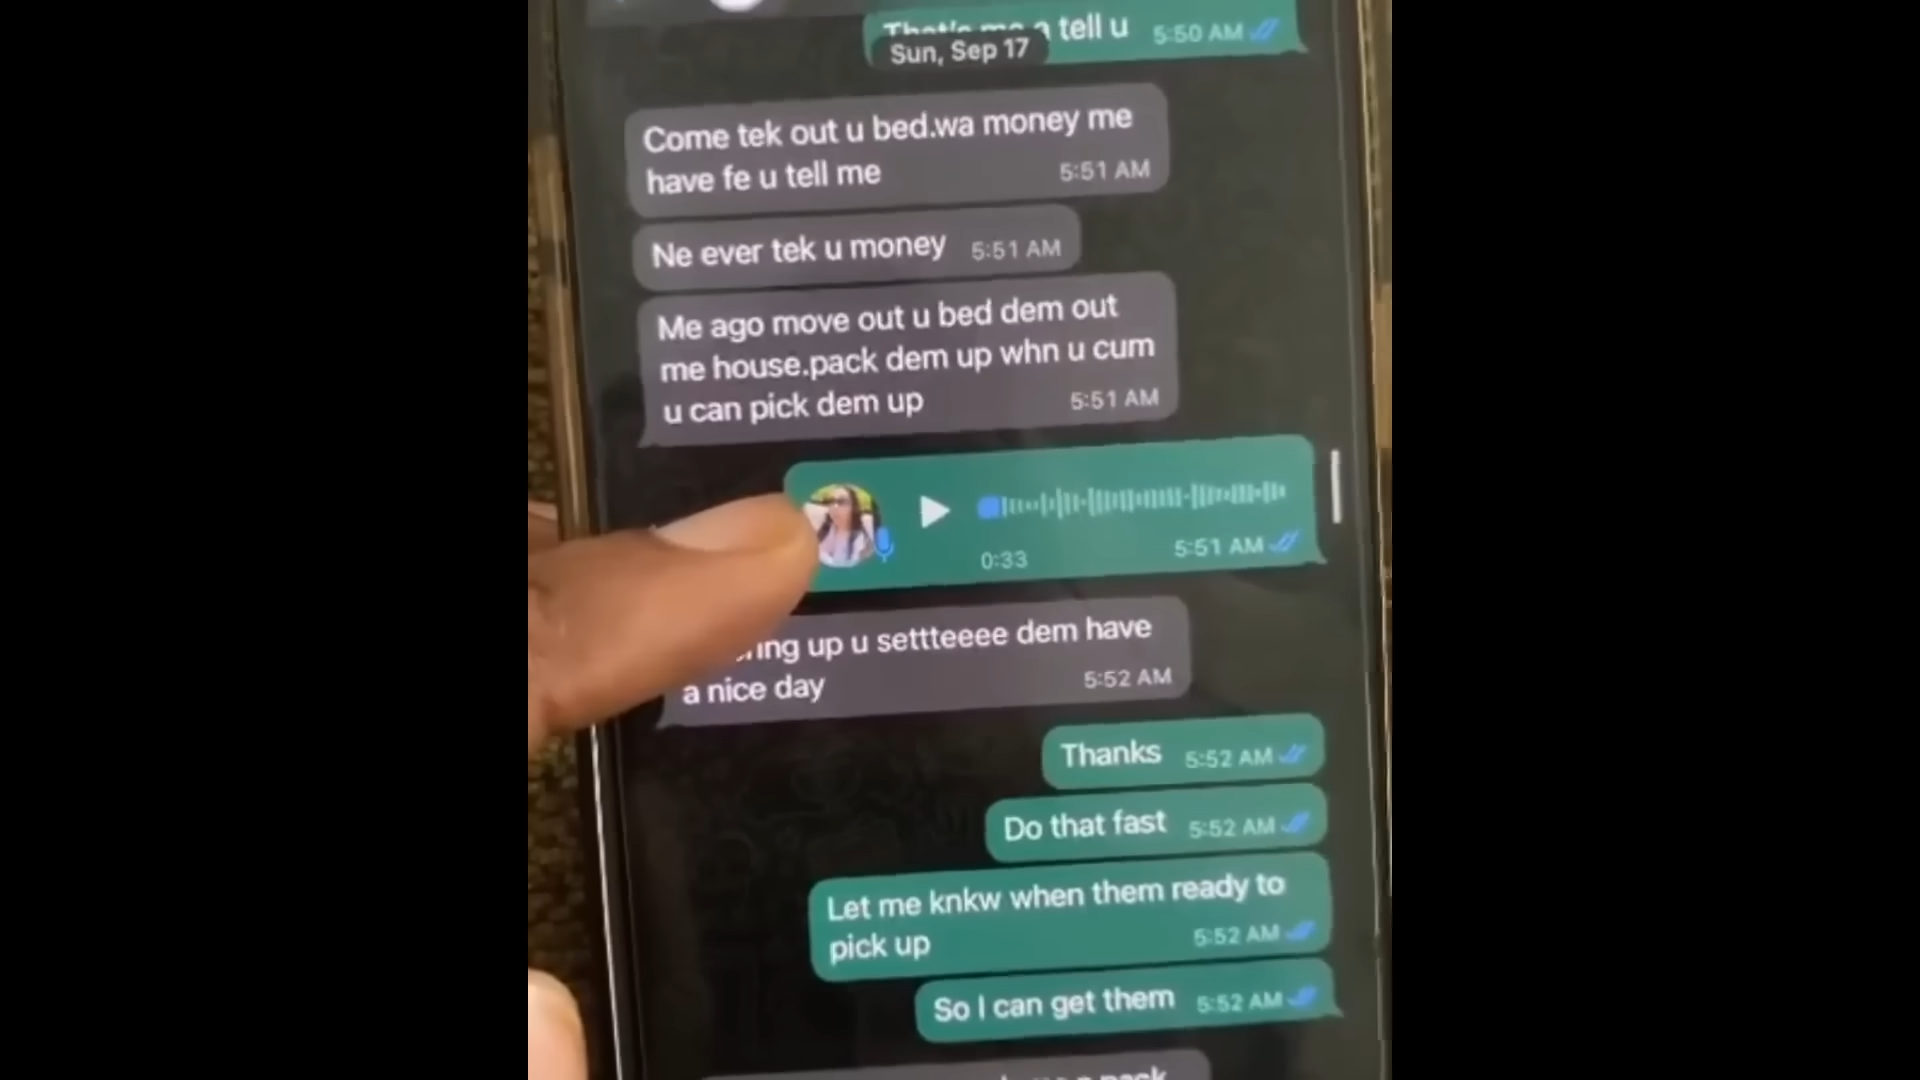 tell u 5:50 AM
Sun, Sep 17
Come tek out u bed.wa money me
have fe u tell me 5:51 AM
Ne ever tek u money 5:51 AM
Me ago move out u bed dem out
me house.pack dem up whn u cum
u can pick dem up 5:51 AM
0:33 5:51 AM
up u settteeee dem have
a nice day 5:52 AM
Thanks 5:52 AM
Do that fast 5:52 AM
Let me knkw when them ready to
pick up 5:52 AM
So I can get them 5:52 AM
pack